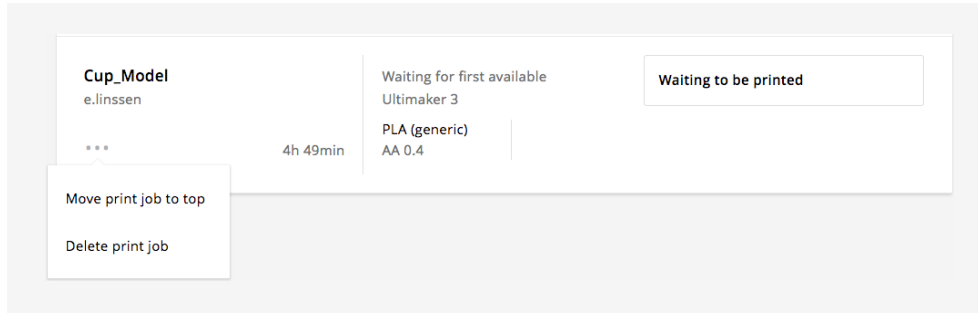 Cup_Model
e.linssen
4h 49min
Waiting for first available
Ultimaker 3
PLA (generic)
AA 0.4
Waiting to be printed
Move print job to top
Delete print job